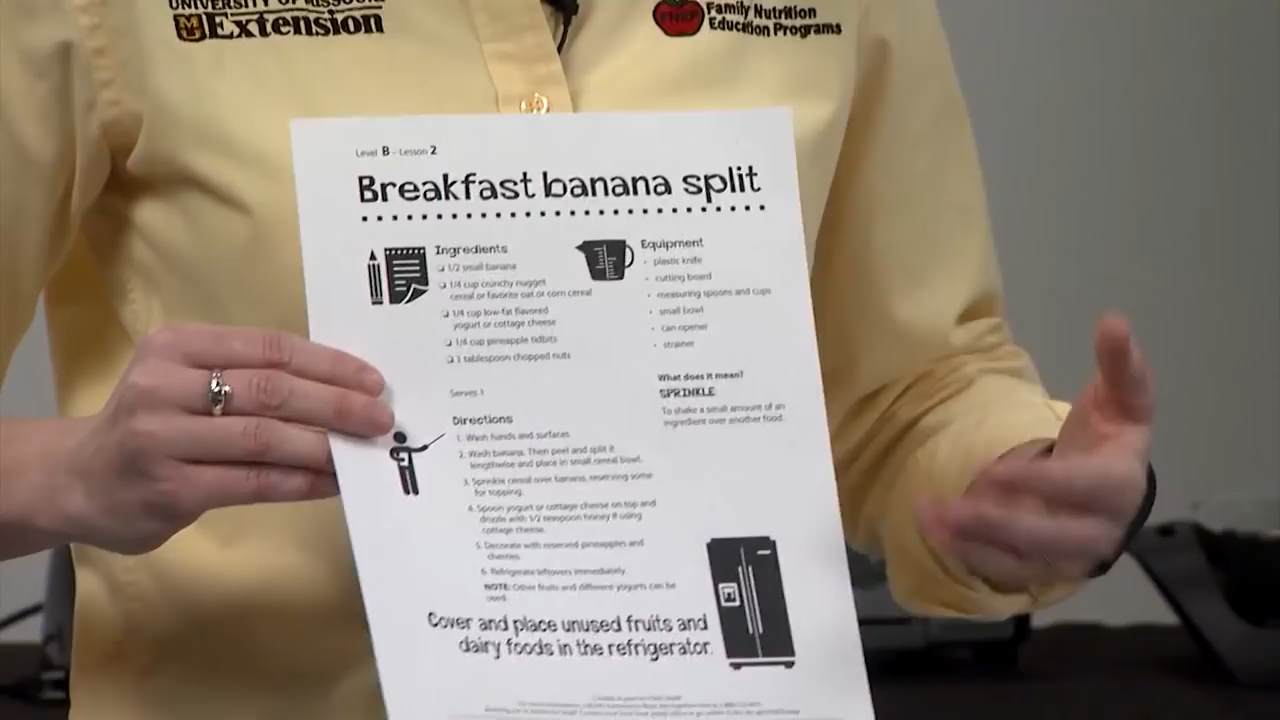 UNIVERSITY OF MISSOURI
MU Extension
FNEP
Family Nutrition
Education Programs
Level B - Lesson 2
Breakfast banana split
Ingredients
1/2 small banana
1/4 cup crunchy nugget
cereal or favorite oat or corn cereal
1/4 cup low-fat flavored
yogurt or cottage cheese
1/4 cup pineapple tidbits
1 tablespoon chopped nuts
Serves 1
Equipment
• plastic knife
• cutting board
• measuring spoons and cups
• small bowl
• can opener
• strainer
What does it mean?
SPRINKLE
To shake a small amount of an
ingredient over another food.
Directions
1. Wash hands and surfaces.
2. Wash banana. Then peel and split it
lengthwise and place in small cereal bowl.
3. Sprinkle cereal over banana, reserving some
for topping.
4. Spoon yogurt or cottage cheese on top and
drizzle with 1/2 teaspoon honey if using
cottage cheese.
5. Decorate with reserved pineapples and
cherries.
6. Refrigerate leftovers immediately.
NOTE: Other fruits and different yogurts can be
used.
Cover and place unused fruits and
dairy foods in the refrigerator.